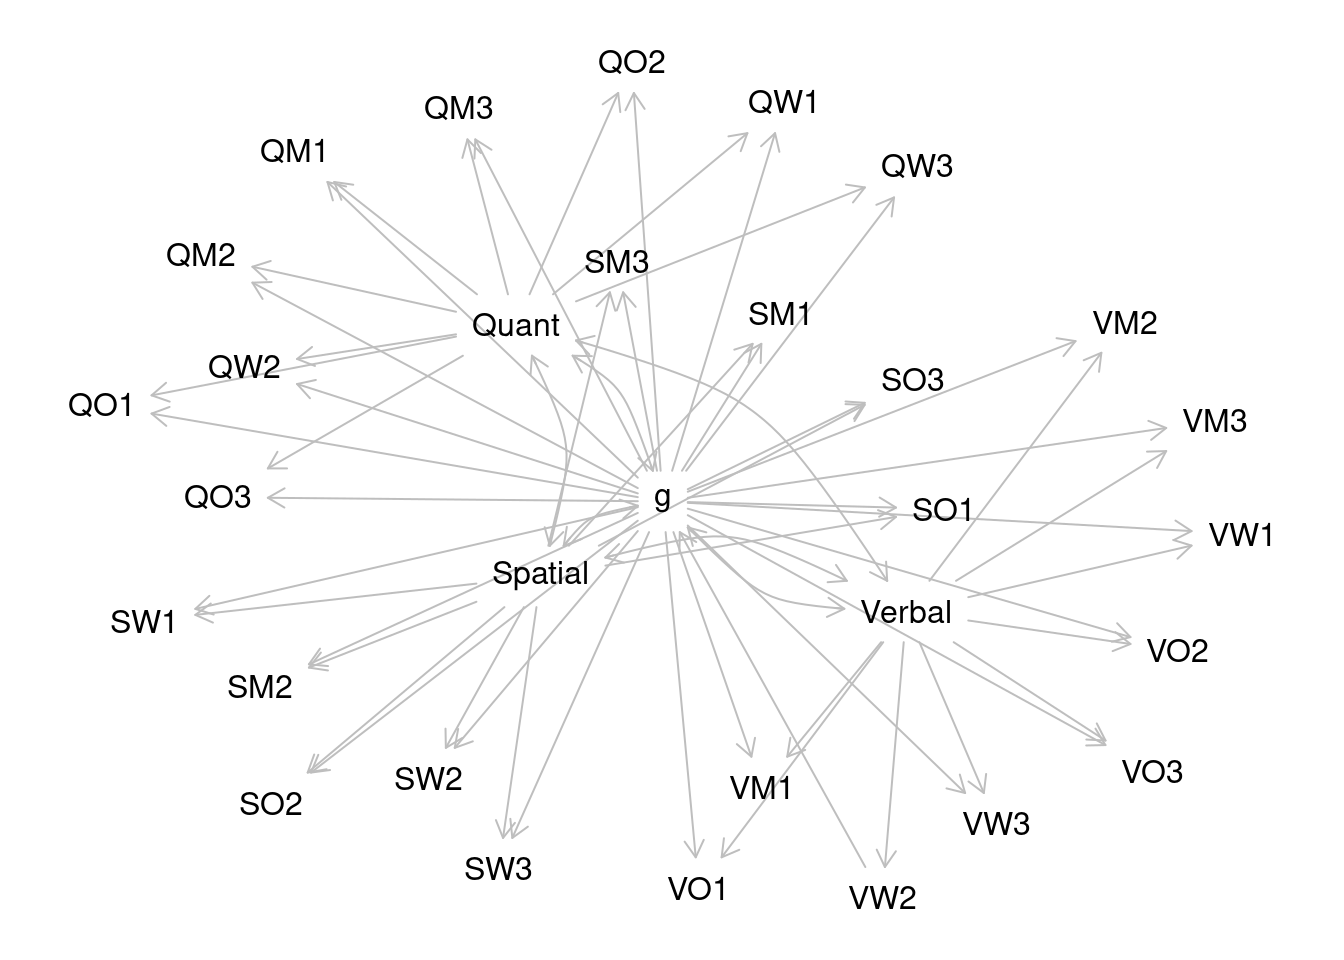 QO2
QW1
QM3
QM1
QW3
QM2
SM3
SM1
VM2
Quant
QW2
SO3
QO1
VM3
QO3
g
SO1
VW1
Spatial
Verbal
SW1
VO2
SM2
VO3
SW2
VM1
SO2
VW3
SW3
VO1
VW2